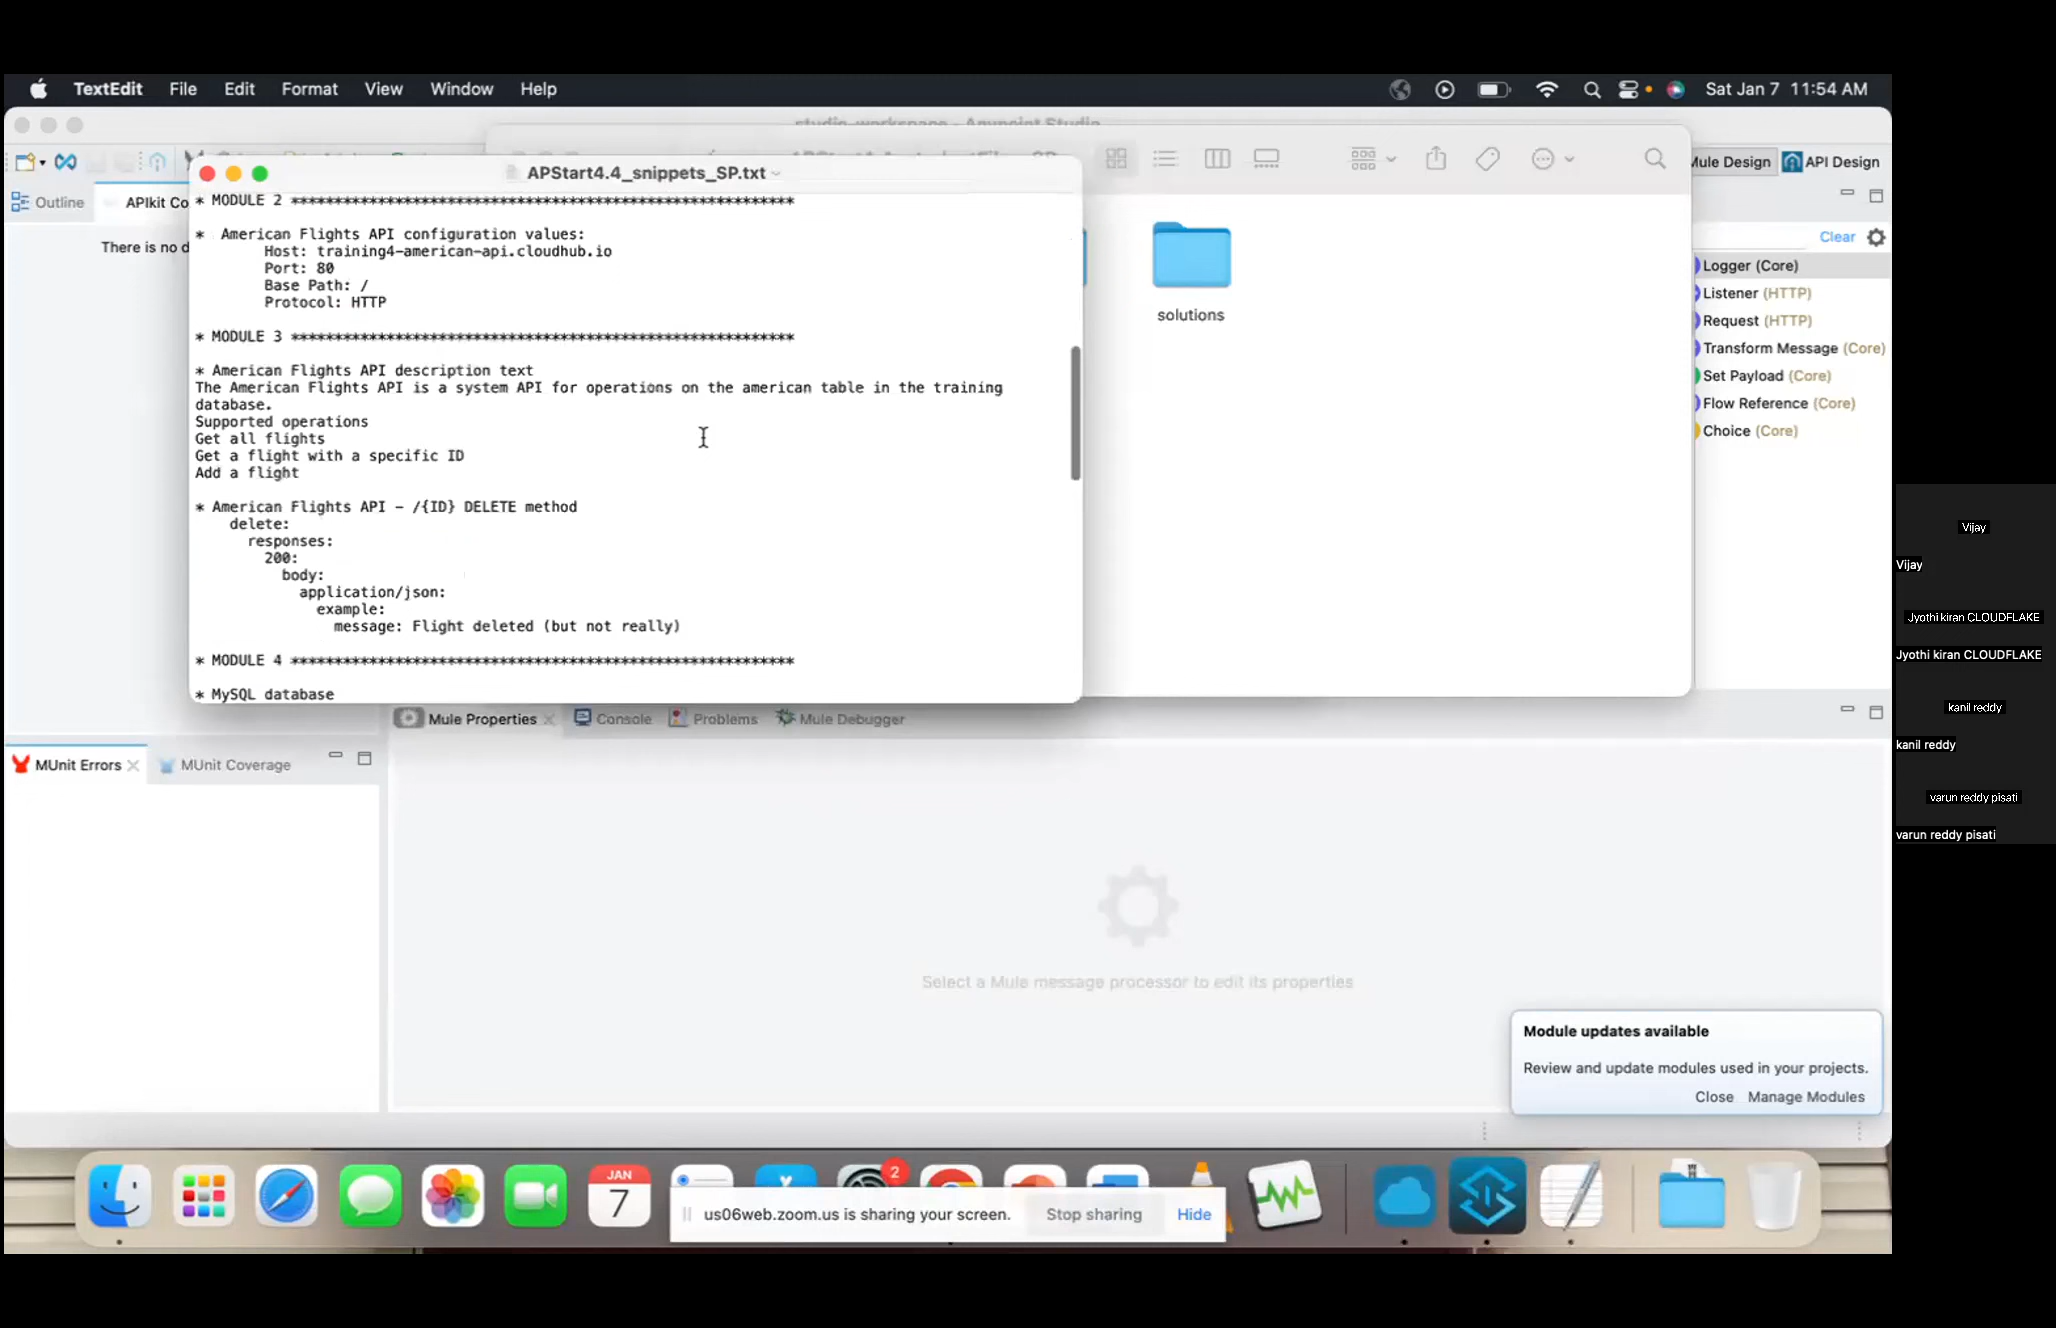 TextEdit File Edit Format View Window Help Sat Jan 7 11:54 AM
Mule Design API Design
APStart4.4_snippets_SP.txt
Outline APIkit Co
There is no d
* MODULE 2 **********************************************************
* American Flights API configuration values:
Host: training4-american-api.cloudhub.io
Port: 80
Base Path: /
Protocol: HTTP
* MODULE 3 **********************************************************
* American Flights API description text
The American Flights API is a system API for operations on the american table in the training
database.
Supported operations
Get all flights
Get a flight with a specific ID
Add a flight
* American Flights API - /{ID} DELETE method
delete:
responses:
200:
body:
application/json:
example:
message: Flight deleted (but not really)
* MODULE 4 **********************************************************
* MySQL database
solutions
Clear
Logger (Core)
Listener (HTTP)
Request (HTTP)
Transform Message (Core)
Set Payload (Core)
Flow Reference (Core)
Choice (Core)
Vijay
Vijay
Jyothi kiran CLOUDFLAKE
Jyothi kiran CLOUDFLAKE
kanil reddy
kanil reddy
varun reddy pisati
varun reddy pisati
Mule Properties Console Problems Mule Debugger
MUnit Errors MUnit Coverage
Select a Mule message processor to edit its properties
Module updates available
Review and update modules used in your projects.
Close Manage Modules
JAN
7
2
us06web.zoom.us is sharing your screen. Stop sharing Hide